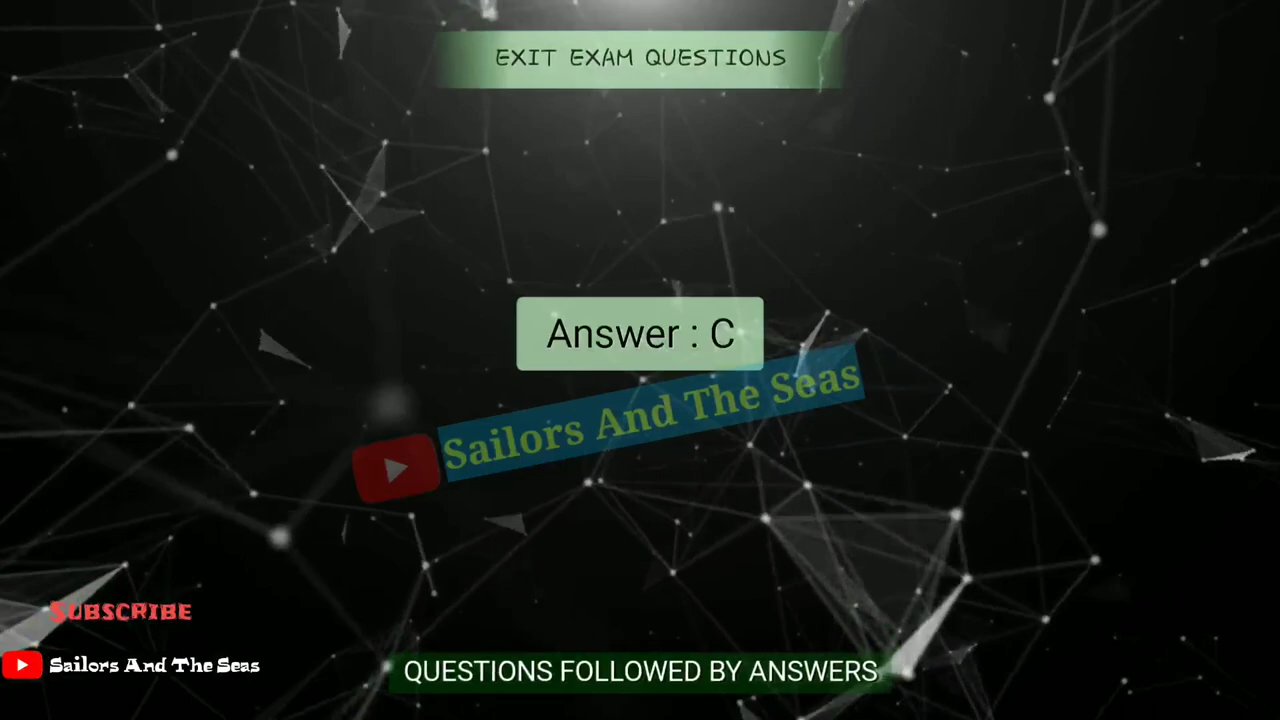 EXIT EXAM QUESTIONS
Answer : C
Sailors And The Seas
SUBSCRIBE
Sailors And The Seas
QUESTIONS FOLLOWED BY ANSWERS